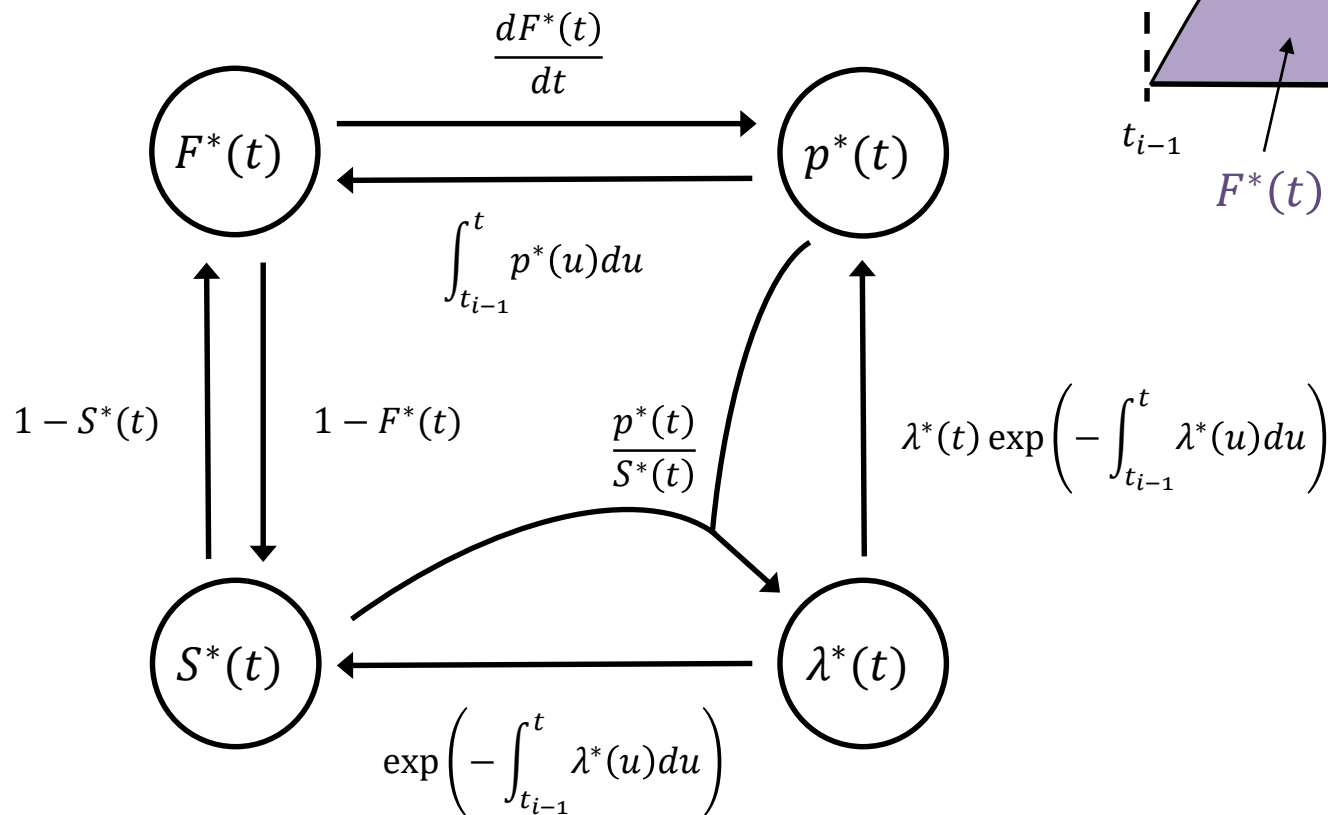 dF*(t)/dt
F*(t)
p*(t)
t_{i−1}
F*(t)
∫_{t_{i−1}}^{t} p*(u)du
1 − S*(t)
1 − F*(t)
p*(t)/S*(t)
λ*(t) exp(− ∫_{t_{i−1}}^{t} λ*(u)du)
S*(t)
λ*(t)
exp(− ∫_{t_{i−1}}^{t} λ*(u)du)